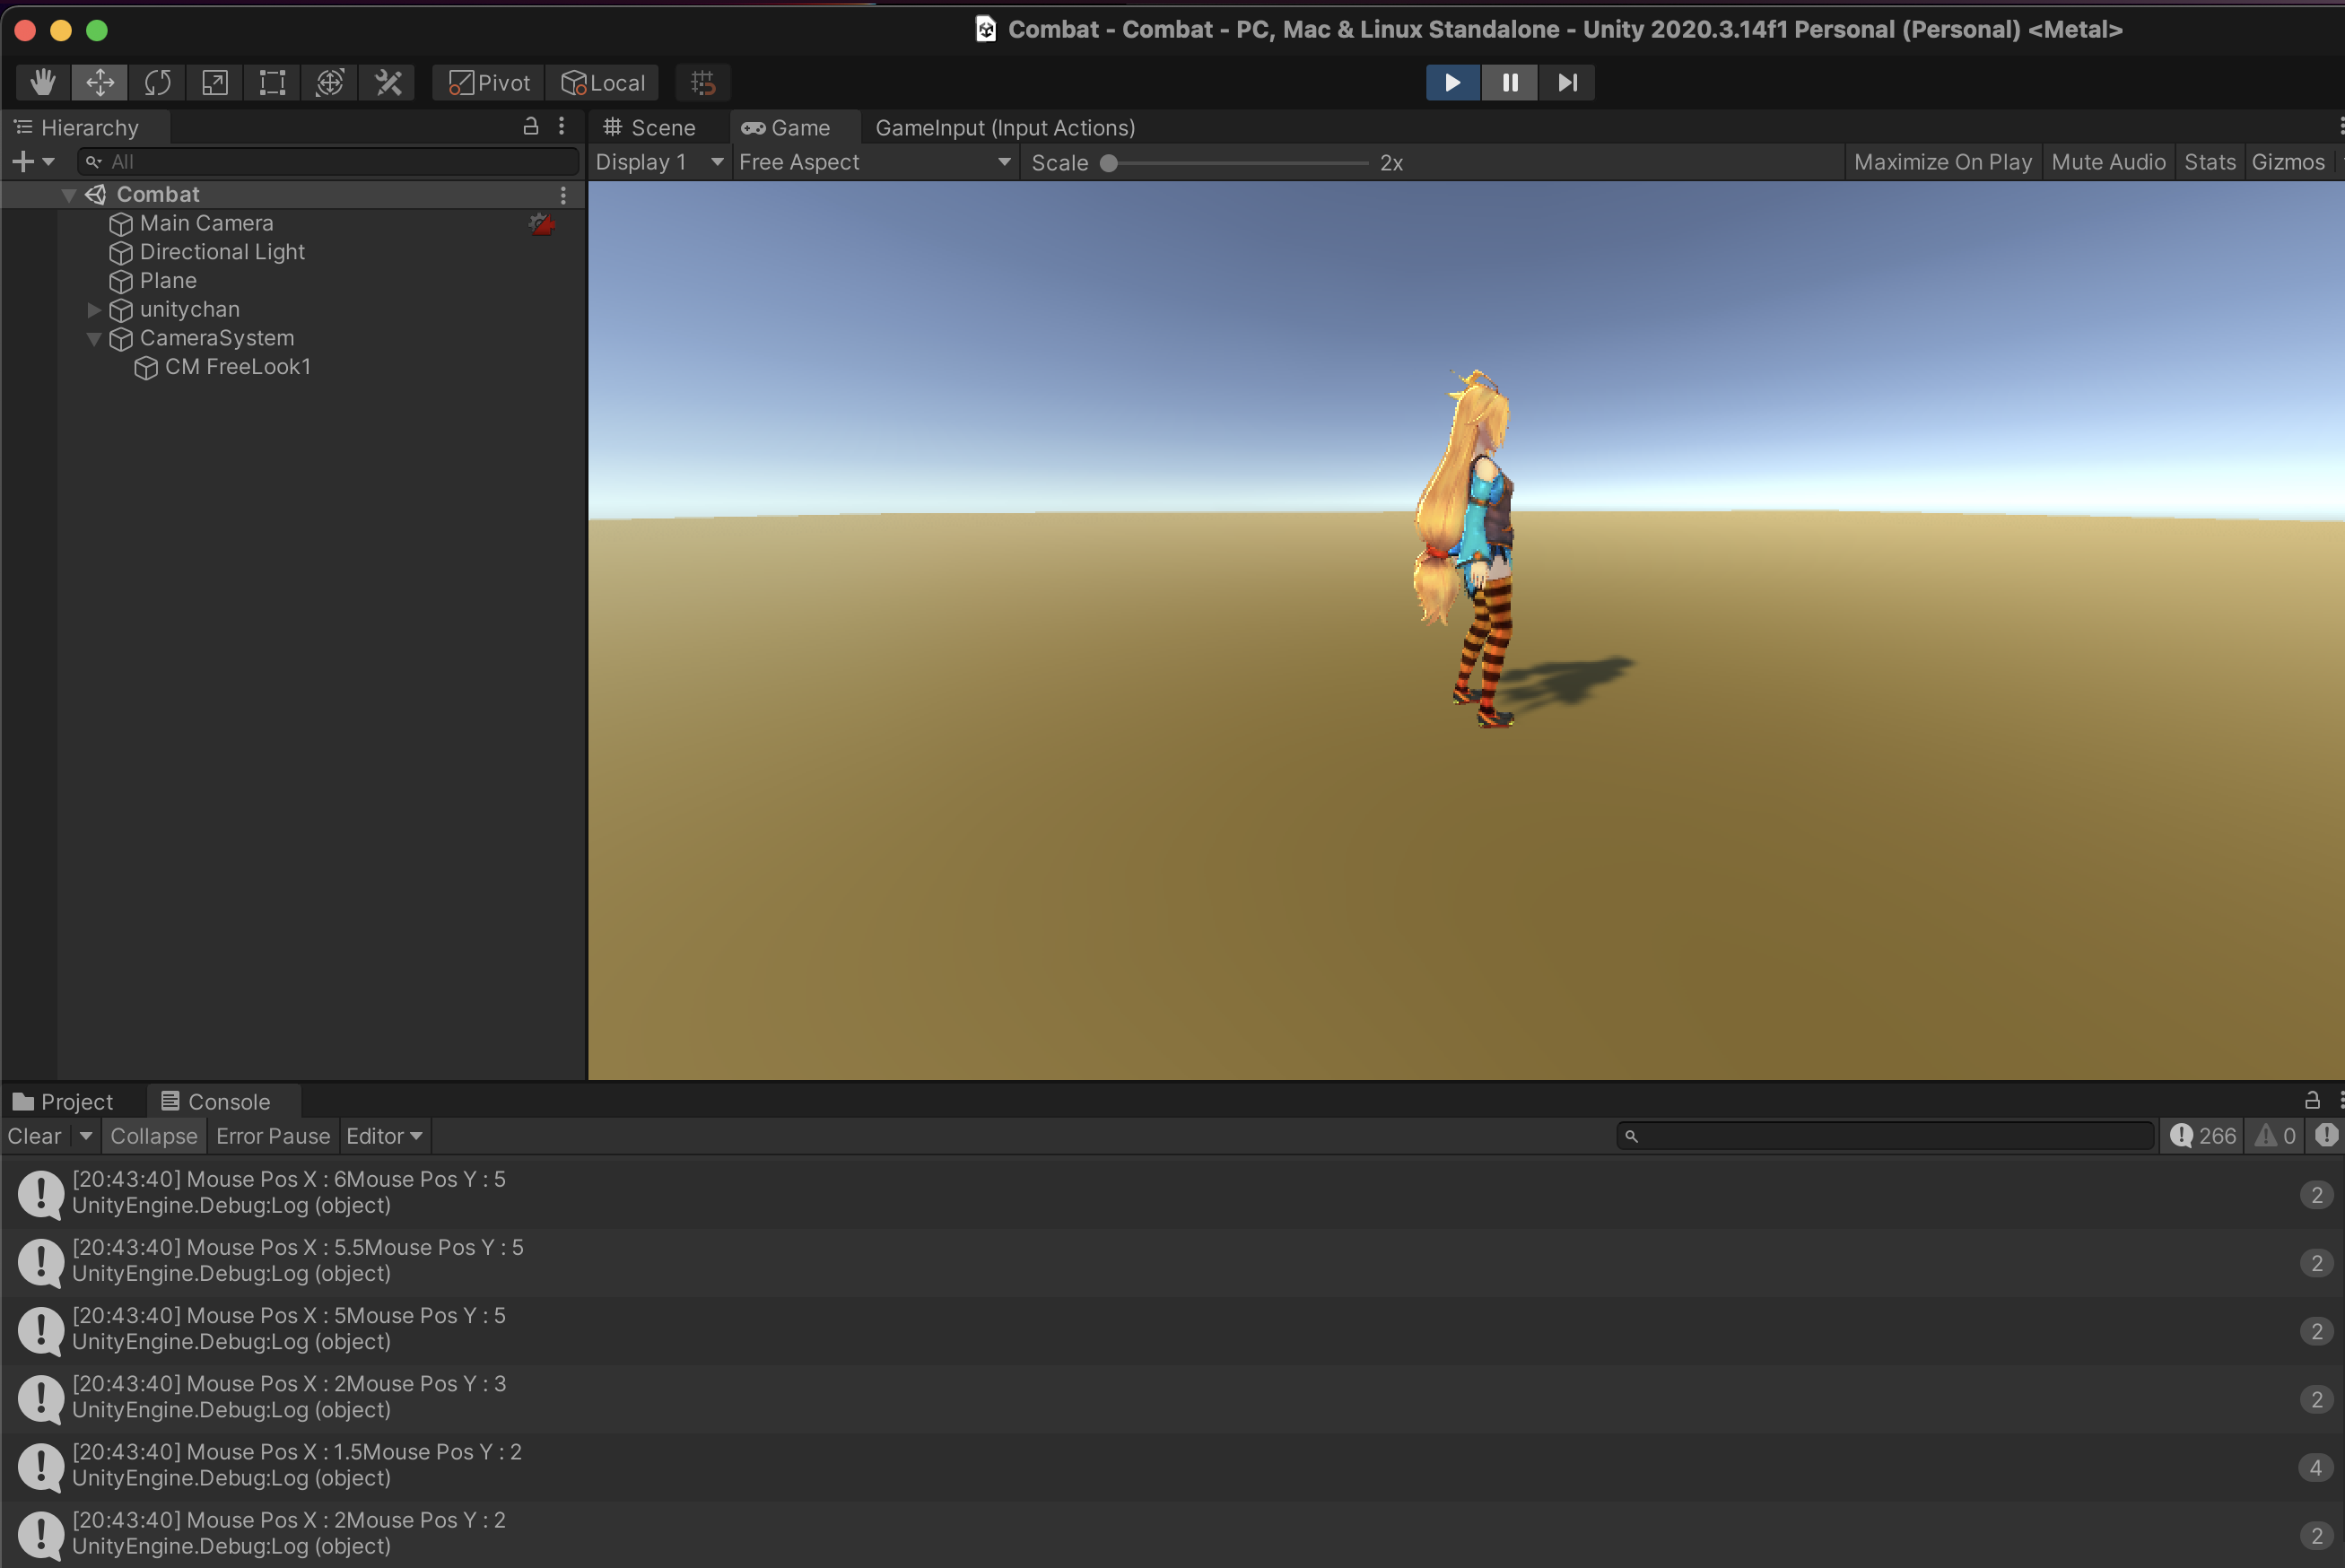 Combat - Combat - PC, Mac & Linux Standalone - Unity 2020.3.14f1 Personal (Personal) <Metal>
Pivot Local
Hierarchy
All
Combat
Main Camera
Directional Light
Plane
unitychan
CameraSystem
CM FreeLook1
Scene Game GameInput (Input Actions)
Display 1 Free Aspect Scale 2x Maximize On Play Mute Audio Stats Gizmos
Project Console
Clear Collapse Error Pause Editor 266 0
[20:43:40] Mouse Pos X : 6Mouse Pos Y : 5
UnityEngine.Debug:Log (object)
2
[20:43:40] Mouse Pos X : 5.5Mouse Pos Y : 5
UnityEngine.Debug:Log (object)
2
[20:43:40] Mouse Pos X : 5Mouse Pos Y : 5
UnityEngine.Debug:Log (object)
2
[20:43:40] Mouse Pos X : 2Mouse Pos Y : 3
UnityEngine.Debug:Log (object)
2
[20:43:40] Mouse Pos X : 1.5Mouse Pos Y : 2
UnityEngine.Debug:Log (object)
4
[20:43:40] Mouse Pos X : 2Mouse Pos Y : 2
UnityEngine.Debug:Log (object)
2